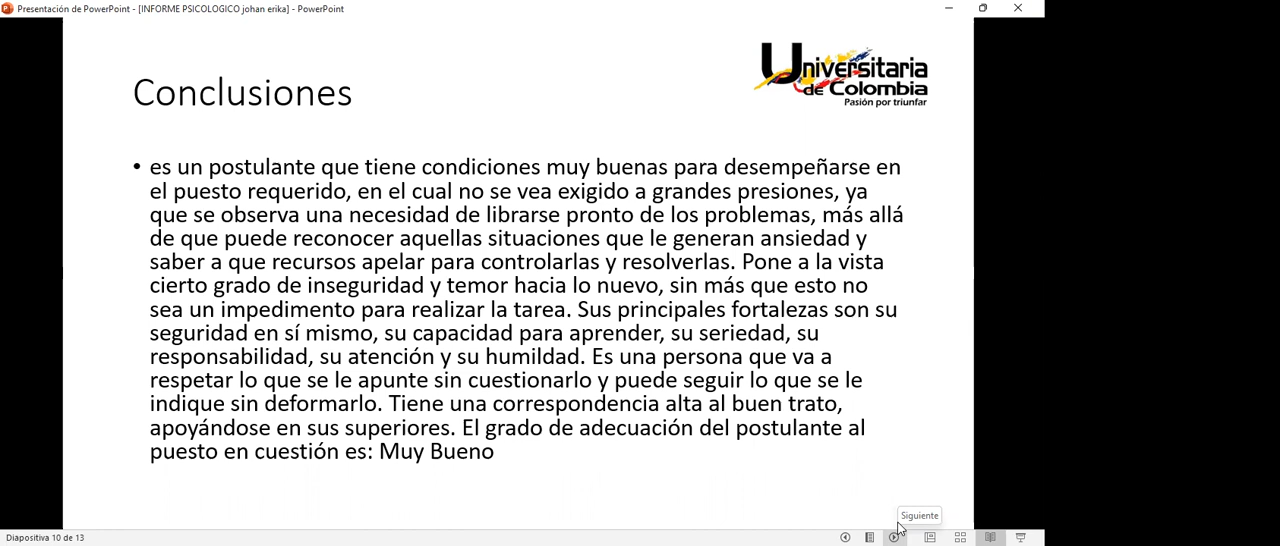 Presentación de PowerPoint - [INFORME PSICOLOGICO johan erika] - PowerPoint
Universitaria
de Colombia
Pasión por triunfar
Conclusiones
• es un postulante que tiene condiciones muy buenas para desempeñarse en
el puesto requerido, en el cual no se vea exigido a grandes presiones, ya
que se observa una necesidad de librarse pronto de los problemas, más allá
de que puede reconocer aquellas situaciones que le generan ansiedad y
saber a que recursos apelar para controlarlas y resolverlas. Pone a la vista
cierto grado de inseguridad y temor hacia lo nuevo, sin más que esto no
sea un impedimento para realizar la tarea. Sus principales fortalezas son su
seguridad en sí mismo, su capacidad para aprender, su seriedad, su
responsabilidad, su atención y su humildad. Es una persona que va a
respetar lo que se le apunte sin cuestionarlo y puede seguir lo que se le
indique sin deformarlo. Tiene una correspondencia alta al buen trato,
apoyándose en sus superiores. El grado de adecuación del postulante al
puesto en cuestión es: Muy Bueno
Siguiente
Diapositiva 10 de 13